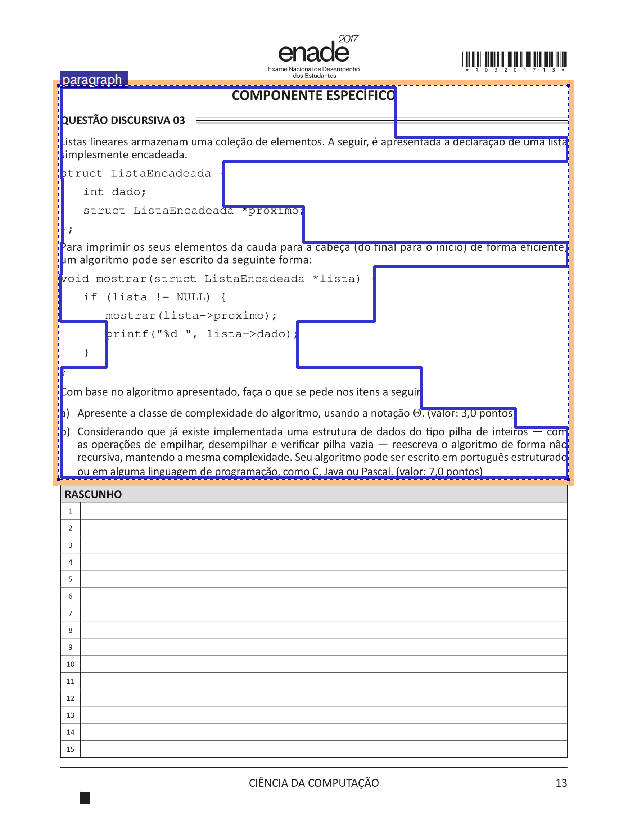 enade 2017
Exame Nacional de Desempenho
dos Estudantes
*103201713*
paragraph
COMPONENTE ESPECÍFICO
QUESTÃO DISCURSIVA 03
Listas lineares armazenam uma coleção de elementos. A seguir, é apresentada a declaração de uma lista
simplesmente encadeada.
struct ListaEncadeada {
int dado;
struct ListaEncadeada *proximo;
};
Para imprimir os seus elementos da cauda para a cabeça (do final para o início) de forma eficiente,
um algoritmo pode ser escrito da seguinte forma:
void mostrar(struct ListaEncadeada *lista)
if (lista != NULL) {
mostrar(lista->proximo);
printf("%d ", lista->dado);
}
}
Com base no algoritmo apresentado, faça o que se pede nos itens a seguir
a) Apresente a classe de complexidade do algoritmo, usando a notação Θ. (valor: 3,0 pontos)
b) Considerando que já existe implementada uma estrutura de dados do tipo pilha de inteiros — com
as operações de empilhar, desempilhar e verificar pilha vazia — reescreva o algoritmo de forma não
recursiva, mantendo a mesma complexidade. Seu algoritmo pode ser escrito em português estruturado
ou em alguma linguagem de programação, como C, Java ou Pascal. (valor: 7,0 pontos)
RASCUNHO
1
2
3
4
5
6
7
8
9
10
11
12
13
14
15
CIÊNCIA DA COMPUTAÇÃO 13